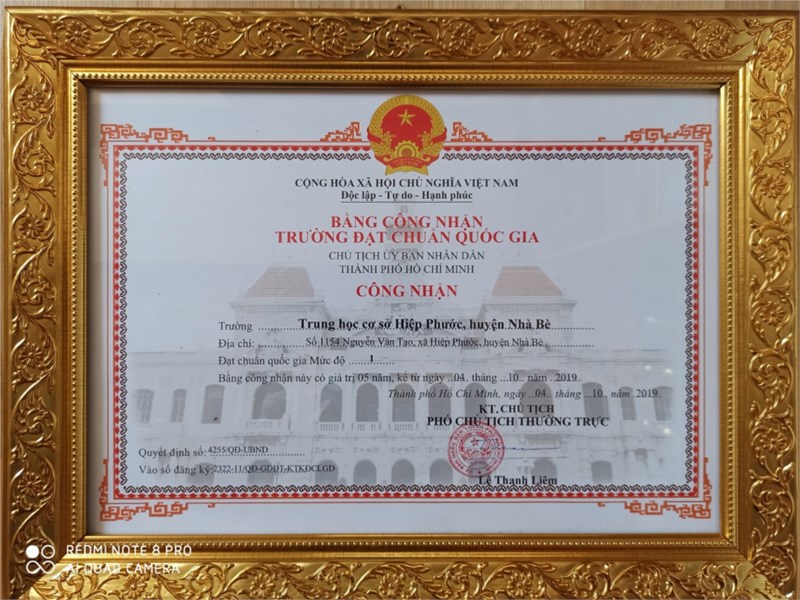 CỘNG HÒA XÃ HỘI CHỦ NGHĨA VIỆT NAM
Độc lập - Tự do - Hạnh phúc
BẰNG CÔNG NHẬN
TRƯỜNG ĐẠT CHUẨN QUỐC GIA
CHỦ TỊCH ỦY BAN NHÂN DÂN
THÀNH PHỐ HỒ CHÍ MINH
CÔNG NHẬN
Trường ......Trung học cơ sở Hiệp Phước, huyện Nhà Bè
Địa chỉ: Số 1154 Nguyễn Văn Tạo, xã Hiệp Phước, huyện Nhà Bè
Đạt chuẩn quốc gia Mức độ ......1......
Bằng công nhận này có giá trị 05 năm, kể từ ngày ..04.. tháng ...10... năm ..2019.
Thành phố Hồ Chí Minh, ngày ..04... tháng ...10... năm ..2019.
KT. CHỦ TỊCH
PHÓ CHỦ TỊCH THƯỜNG TRỰC
Quyết định số: 4255/QĐ-UBND
Vào sổ đăng ký: 2322-11/QĐ-GDĐT-KTKĐCLGD
Lê Thanh Liêm
REDMI NOTE 8 PRO
AI QUAD CAMERA